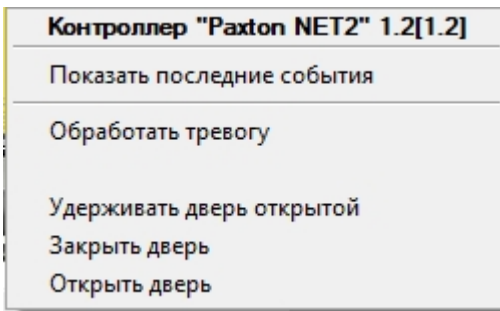 Контроллер "Paxton NET2" 1.2[1.2]
Показать последние события
Обработать тревогу
Удерживать дверь открытой
Закрыть дверь
Открыть дверь